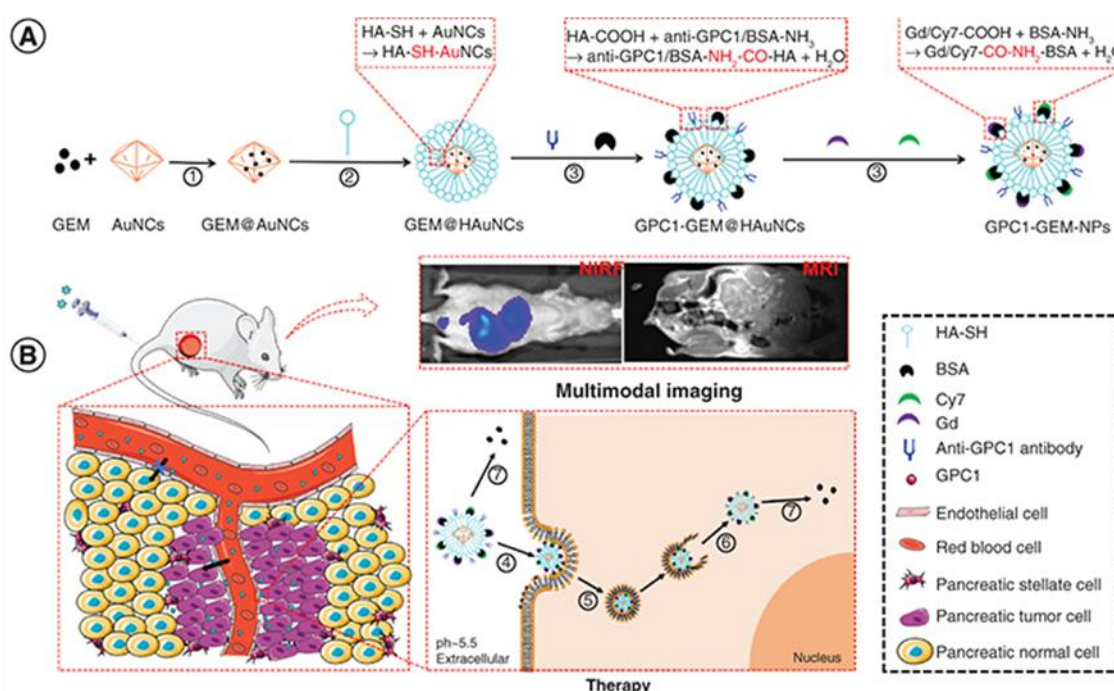 A
HA-SH + AuNCs
→ HA-SH-AuNCs
HA-COOH + anti-GPC1/BSA-NH3
→ anti-GPC1/BSA-NH2-CO-HA + H2O
Gd/Cy7-COOH + BSA-NH3
→ Gd/Cy7-CO-NH2-BSA + H2O
①
②
③
③
GEM
+
AuNCs
GEM@AuNCs
GEM@HAuNCs
GPC1-GEM@HAuNCs
GPC1-GEM-NPs
B
NIRF
MRI
Multimodal imaging
⑦
④
⑤
⑥
⑦
ph~5.5
Extracellular
Nucleus
Therapy
HA-SH
BSA
Cy7
Gd
Anti-GPC1 antibody
GPC1
Endothelial cell
Red blood cell
Pancreatic stellate cell
Pancreatic tumor cell
Pancreatic normal cell